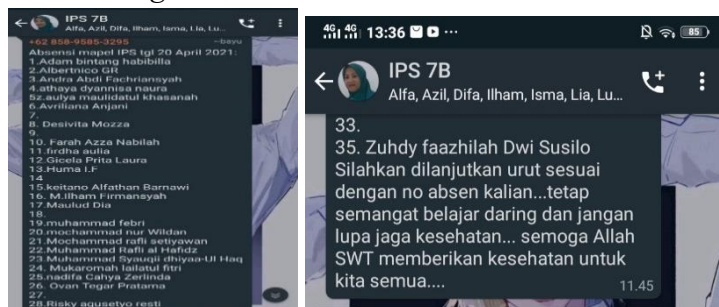 IPS 7B
Alfa, Azil, Difa, Ilham, Isma, Lia, Lu...
+62 858-9585-3295 ~bayu
Absensi mapel IPS tgl 20 April 2021:
1.Adam bintang habibilla
2.Albertnico GR
3.Andra Abdi Fachriansyah
4.athaya dyannisa naura
5z.aulya maulidatul khasanah
6.Avriliana Anjani
7.
8. Desivita Mozza
9.
10. Farah Azza Nabilah
11.firdha aulia
12.Gicela Prita Laura
13.Huma I.F
14
15.keitano Alfathan Barnawi
16. M.Ilham Firmansyah
17.Maulud Dia
18.
19.muhammad febri
20.mochammad nur Wildan
21.Mochammad rafli setiyawan
22.Muhammad Rafli al Hafidz
23.Muhammad Syauqii dhiyaa-Ul Haq
24. Mukaromah lailatul fitri
25.nadifa Cahya Zerlinda
26. Ovan Tegar Pratama
27.
28.Risky agusetyo resti
4G 4G 13:36 85
IPS 7B
Alfa, Azil, Difa, Ilham, Isma, Lia, Lu...
33.
35. Zuhdy faazhilah Dwi Susilo
Silahkan dilanjutkan urut sesuai
dengan no absen kalian...tetap
semangat belajar daring dan jangan
lupa jaga kesehatan... semoga Allah
SWT memberikan kesehatan untuk
kita semua....
11.45